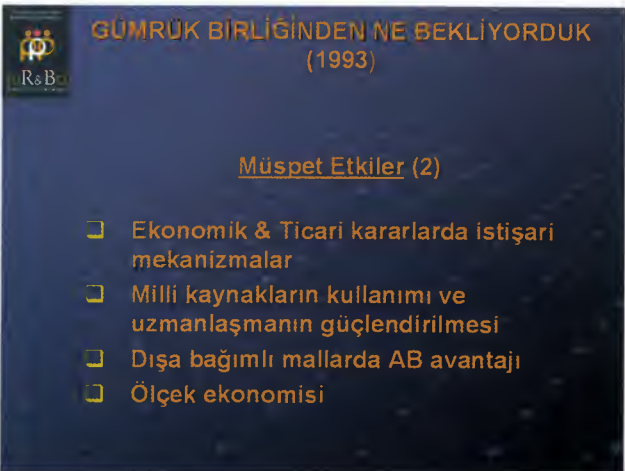 GÜMRÜK BİRLİĞİNDEN NE BEKLİYORDUK
(1993)
Müspet Etkiler (2)
Ekonomik & Ticari kararlarda istişari
mekanizmalar
Milli kaynakların kullanımı ve
uzmanlaşmanın güçlendirilmesi
Dışa bağımlı mallarda AB avantajı
Ölçek ekonomisi